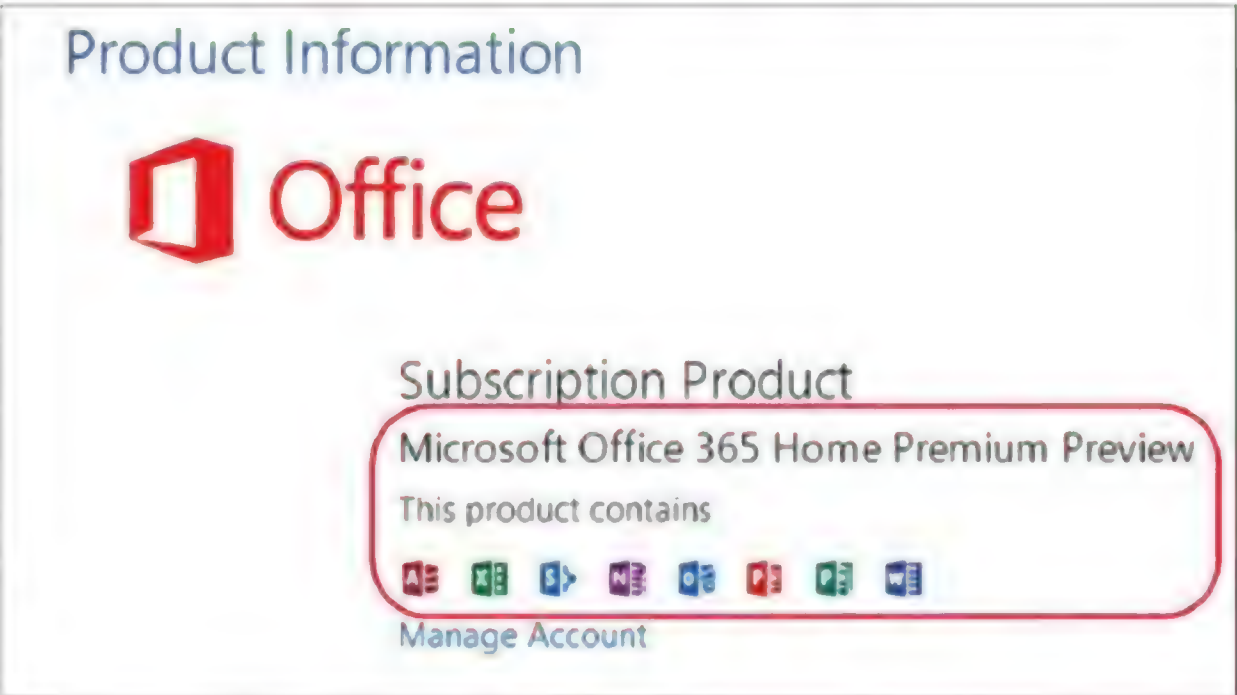 Product Information
Office
Subscription Product
Microsoft Office 365 Home Premium Preview
This product contains
A X S N O P P W
Manage Account